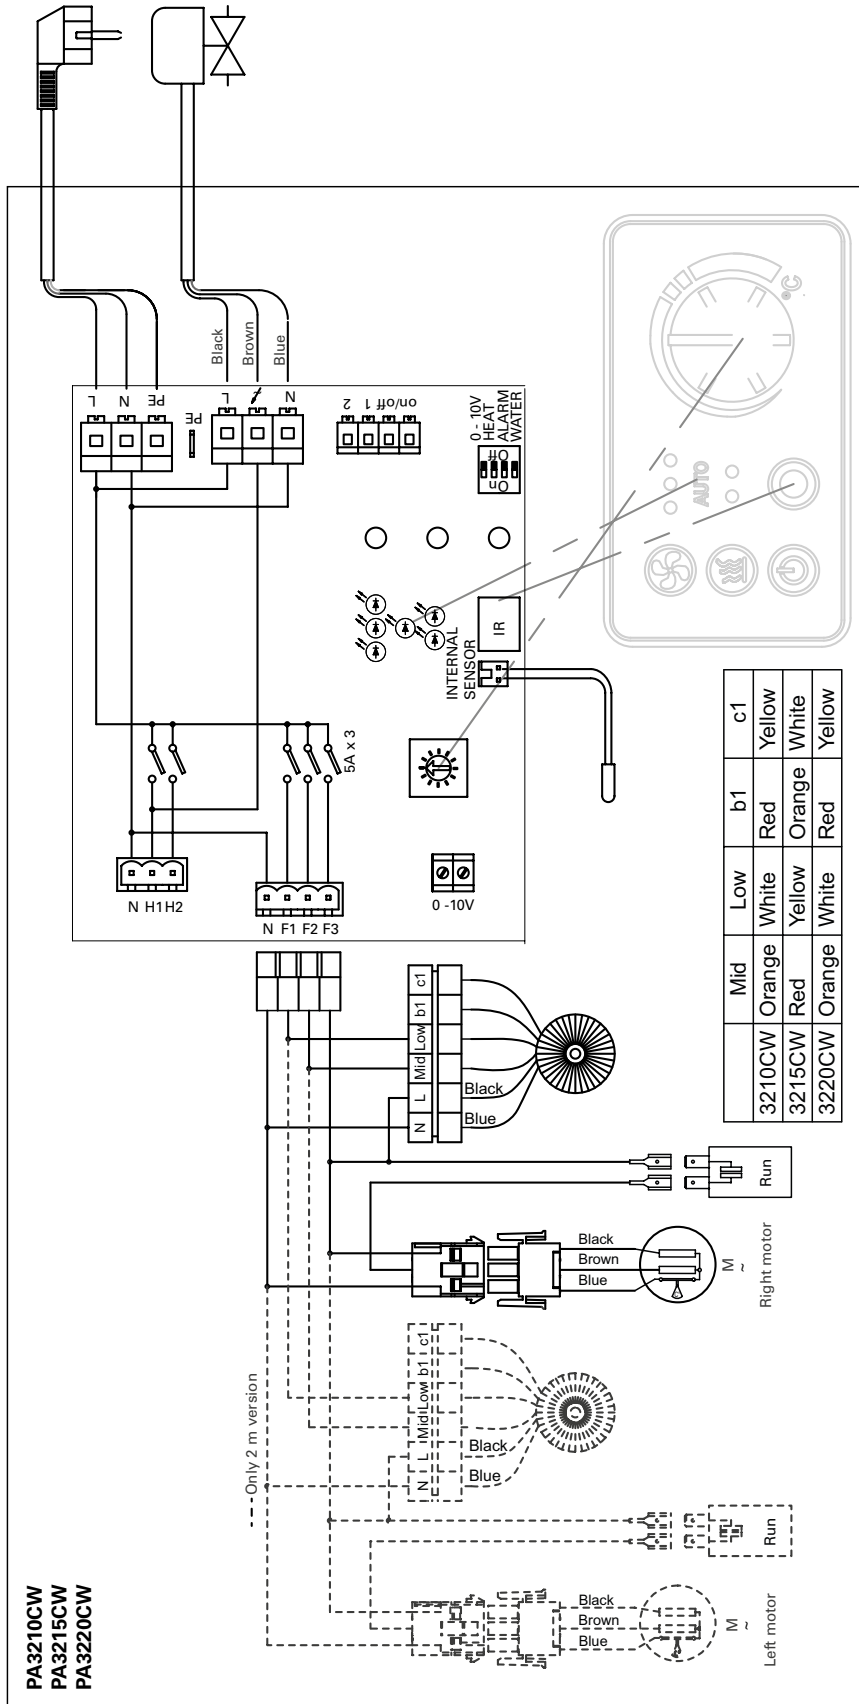 L
N
PE
Black
Brown
Blue
PE
L
N
2
1
on/off
0 - 10V
HEAT
ALARM
WATER
Off
On
°C
AUTO
IR
INTERNAL
SENSOR
5A x 3
N H1 H2
N F1 F2 F3
0 -10V
Mid Low b1 c1
3210CW Orange White Red Yellow
3215CW Red Yellow Orange White
3220CW Orange White Red Yellow
N L Mid Low b1 c1
Black
Blue
Run
Black
Brown
Blue
M
~
Right motor
---- Only 2 m version
N L Mid Low b1 c1
Black
Blue
Run
Black
Brown
Blue
M
~
Left motor
PA3210CW
PA3215CW
PA3220CW